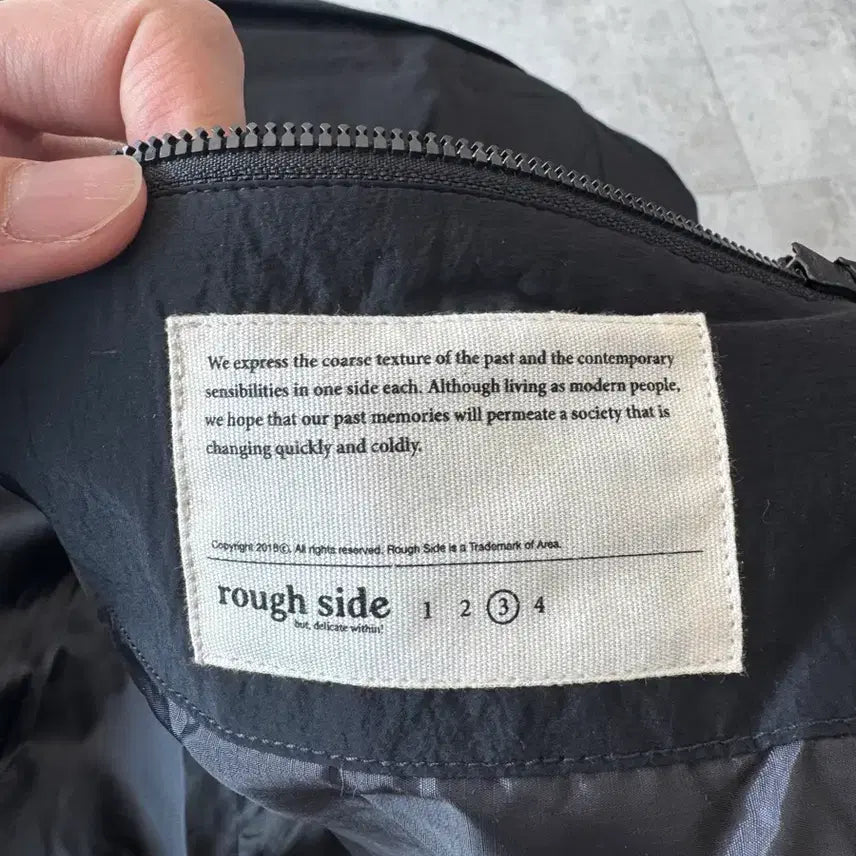 We express the coarse texture of the past and the contemporary
sensibilities in one side each. Although living as modern people,
we hope that our past memories will permeate a society that is
changing quickly and coldly.
Copyright 2018©. All rights reserved. Rough Side is a Trademark of Area.
rough side 1 2 3 4
but, delicate within!